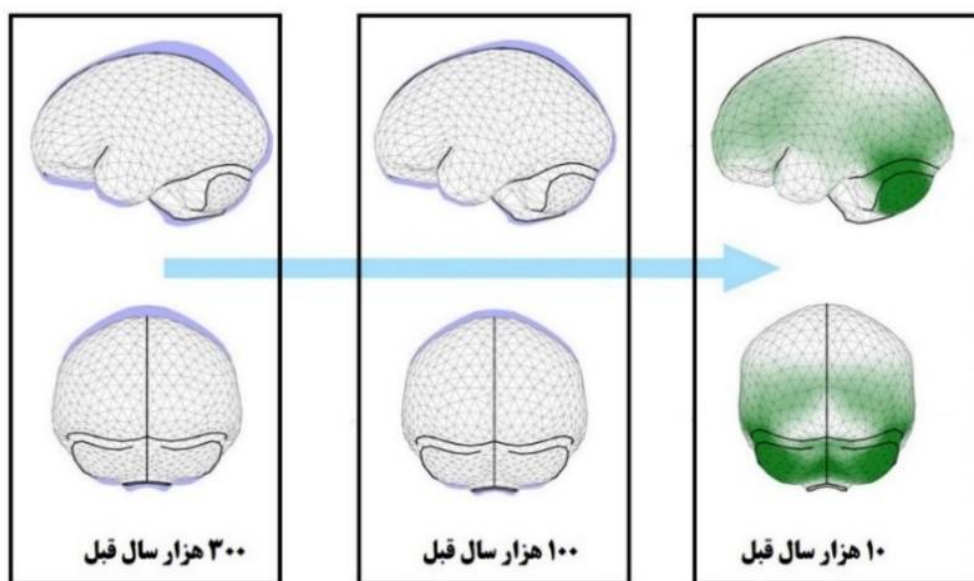 ۳۰۰ هزار سال قبل
۱۰۰ هزار سال قبل
۱۰ هزار سال قبل